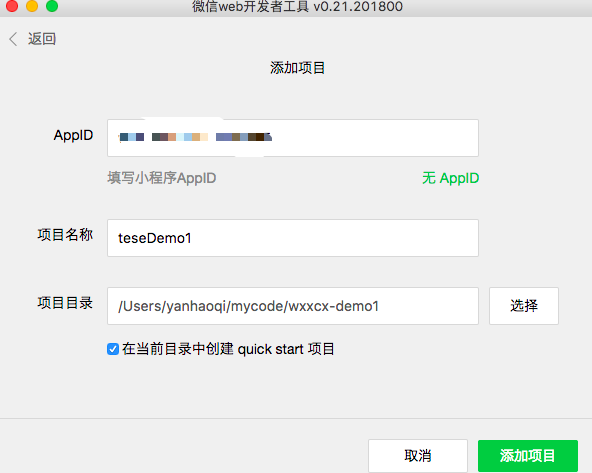 微信web开发者工具 v0.21.201800
返回
添加项目
AppID
填写小程序AppID 无 AppID
项目名称 teseDemo1
项目目录 /Users/yanhaoqi/mycode/wxxcx-demo1 选择
在当前目录中创建 quick start 项目
取消 添加项目